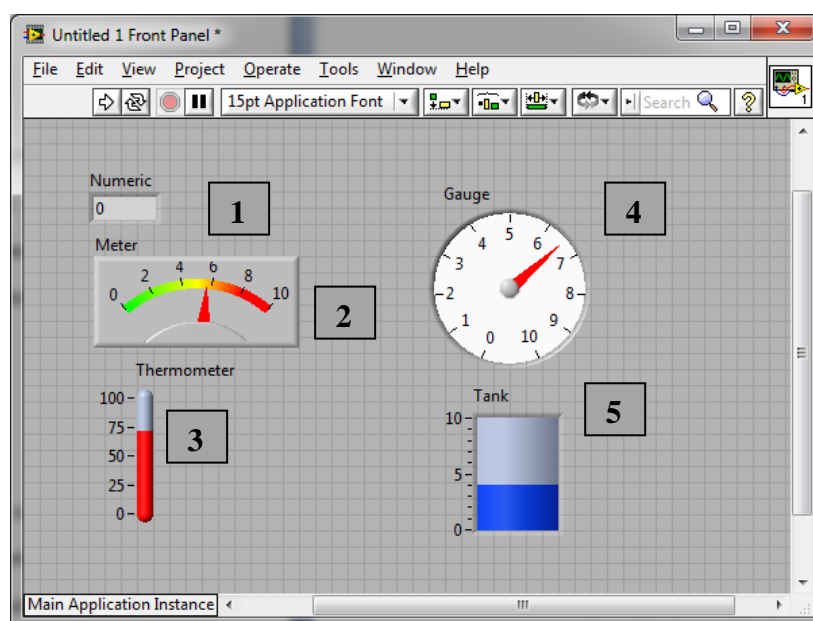 Untitled 1 Front Panel *
File Edit View Project Operate Tools Window Help
15pt Application Font Search ? 1
Numeric
0
1
Meter
0 2 4 6 8 10
2
Thermometer
100
75
50
25
0
3
Gauge
0 1 2 3 4 5 6 7 8 9 10
4
Tank
10
5
0
5
Main Application Instance